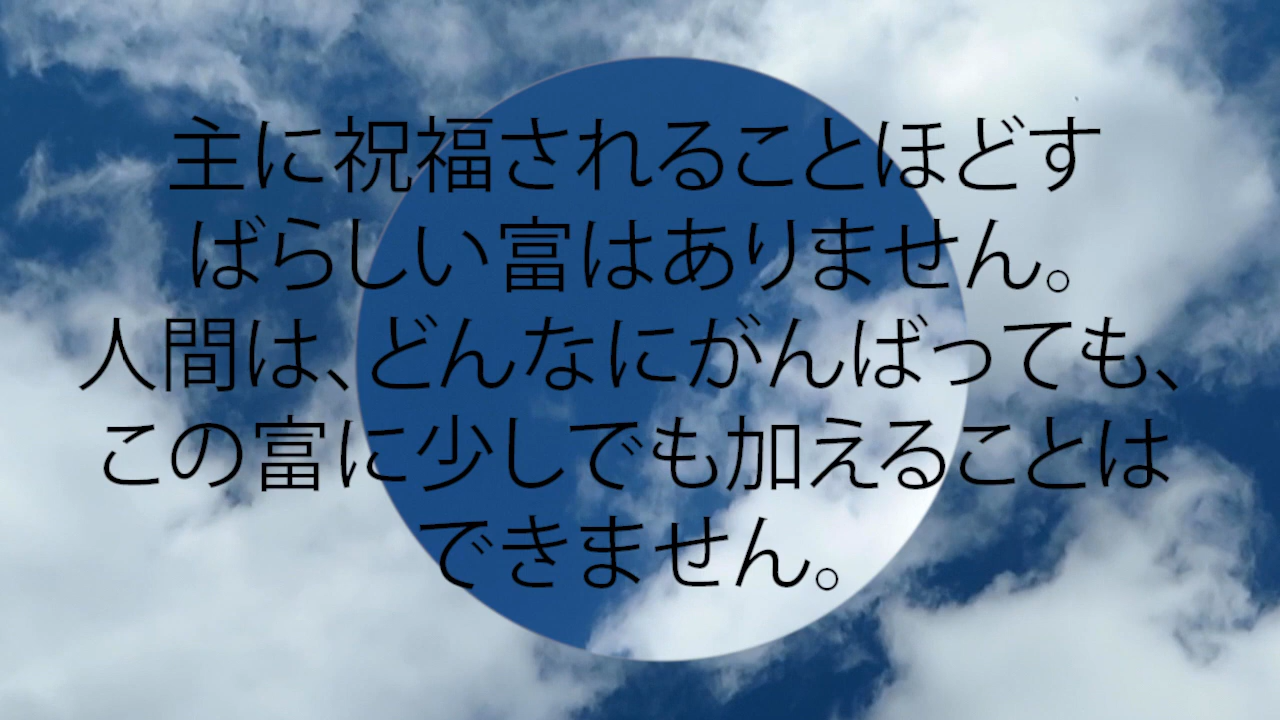 主に祝福されることほどす
ばらしい富はありません。
人間は、どんなにがんばっても、
この富に少しでも加えることは
できません。